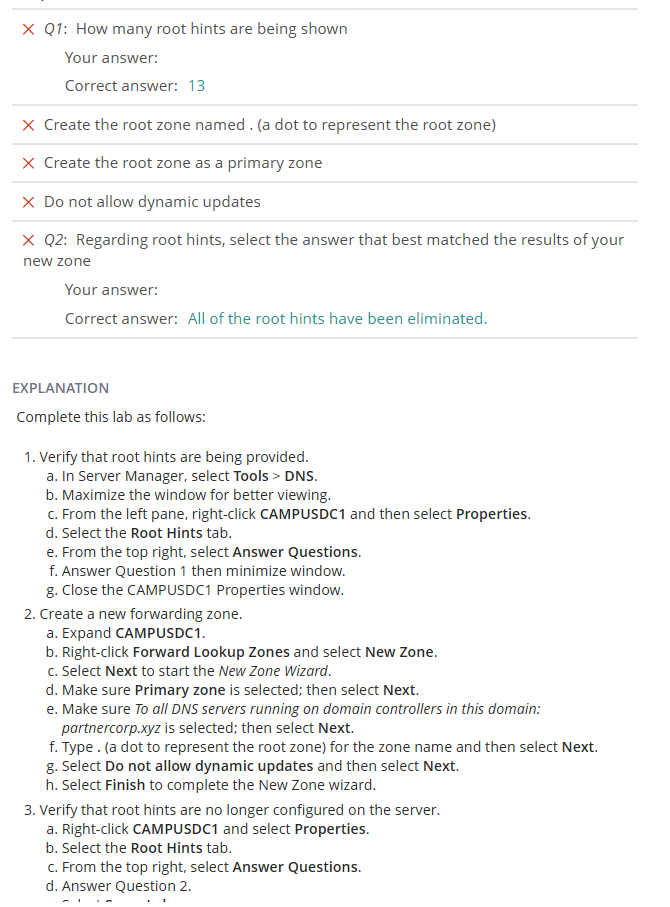 Q1: How many root hints are being shown
Your answer:
Correct answer: 13
Create the root zone named . (a dot to represent the root zone)
Create the root zone as a primary zone
Do not allow dynamic updates
Q2: Regarding root hints, select the answer that best matched the results of your
new zone
Your answer:
Correct answer: All of the root hints have been eliminated.
EXPLANATION
Complete this lab as follows:
1. Verify that root hints are being provided.
a. In Server Manager, select Tools > DNS.
b. Maximize the window for better viewing.
c. From the left pane, right-click CAMPUSDC1 and then select Properties.
d. Select the Root Hints tab.
e. From the top right, select Answer Questions.
f. Answer Question 1 then minimize window.
g. Close the CAMPUSDC1 Properties window.
2. Create a new forwarding zone.
a. Expand CAMPUSDC1.
b. Right-click Forward Lookup Zones and select New Zone.
c. Select Next to start the New Zone Wizard.
d. Make sure Primary zone is selected; then select Next.
e. Make sure To all DNS servers running on domain controllers in this domain:
partnercorp.xyz is selected; then select Next.
f. Type . (a dot to represent the root zone) for the zone name and then select Next.
g. Select Do not allow dynamic updates and then select Next.
h. Select Finish to complete the New Zone wizard.
3. Verify that root hints are no longer configured on the server.
a. Right-click CAMPUSDC1 and select Properties.
b. Select the Root Hints tab.
c. From the top right, select Answer Questions.
d. Answer Question 2.